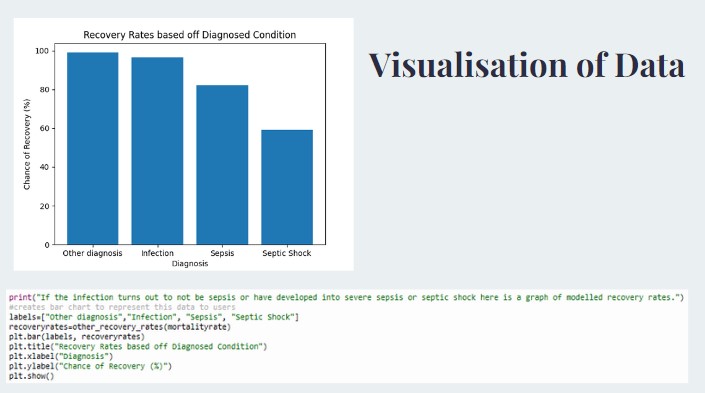 Recovery Rates based off Diagnosed Condition
Visualisation of Data
100
80
60
40
20
0
Chance of Recovery (%)
Other diagnosis Infection Sepsis Septic Shock
Diagnosis
print("If the infection turns out to not be sepsis or have developed into severe sepsis or septic shock here is a graph of modelled recovery rates.")
#creates bar chart to represent this data to users
labels=["Other diagnosis","Infection", "Sepsis", "Septic Shock"]
recoveryrates=other_recovery_rates(mortalityrate)
plt.bar(labels, recoveryrates)
plt.title("Recovery Rates based off Diagnosed Condition")
plt.xlabel("Diagnosis")
plt.ylabel("Chance of Recovery (%)")
plt.show()